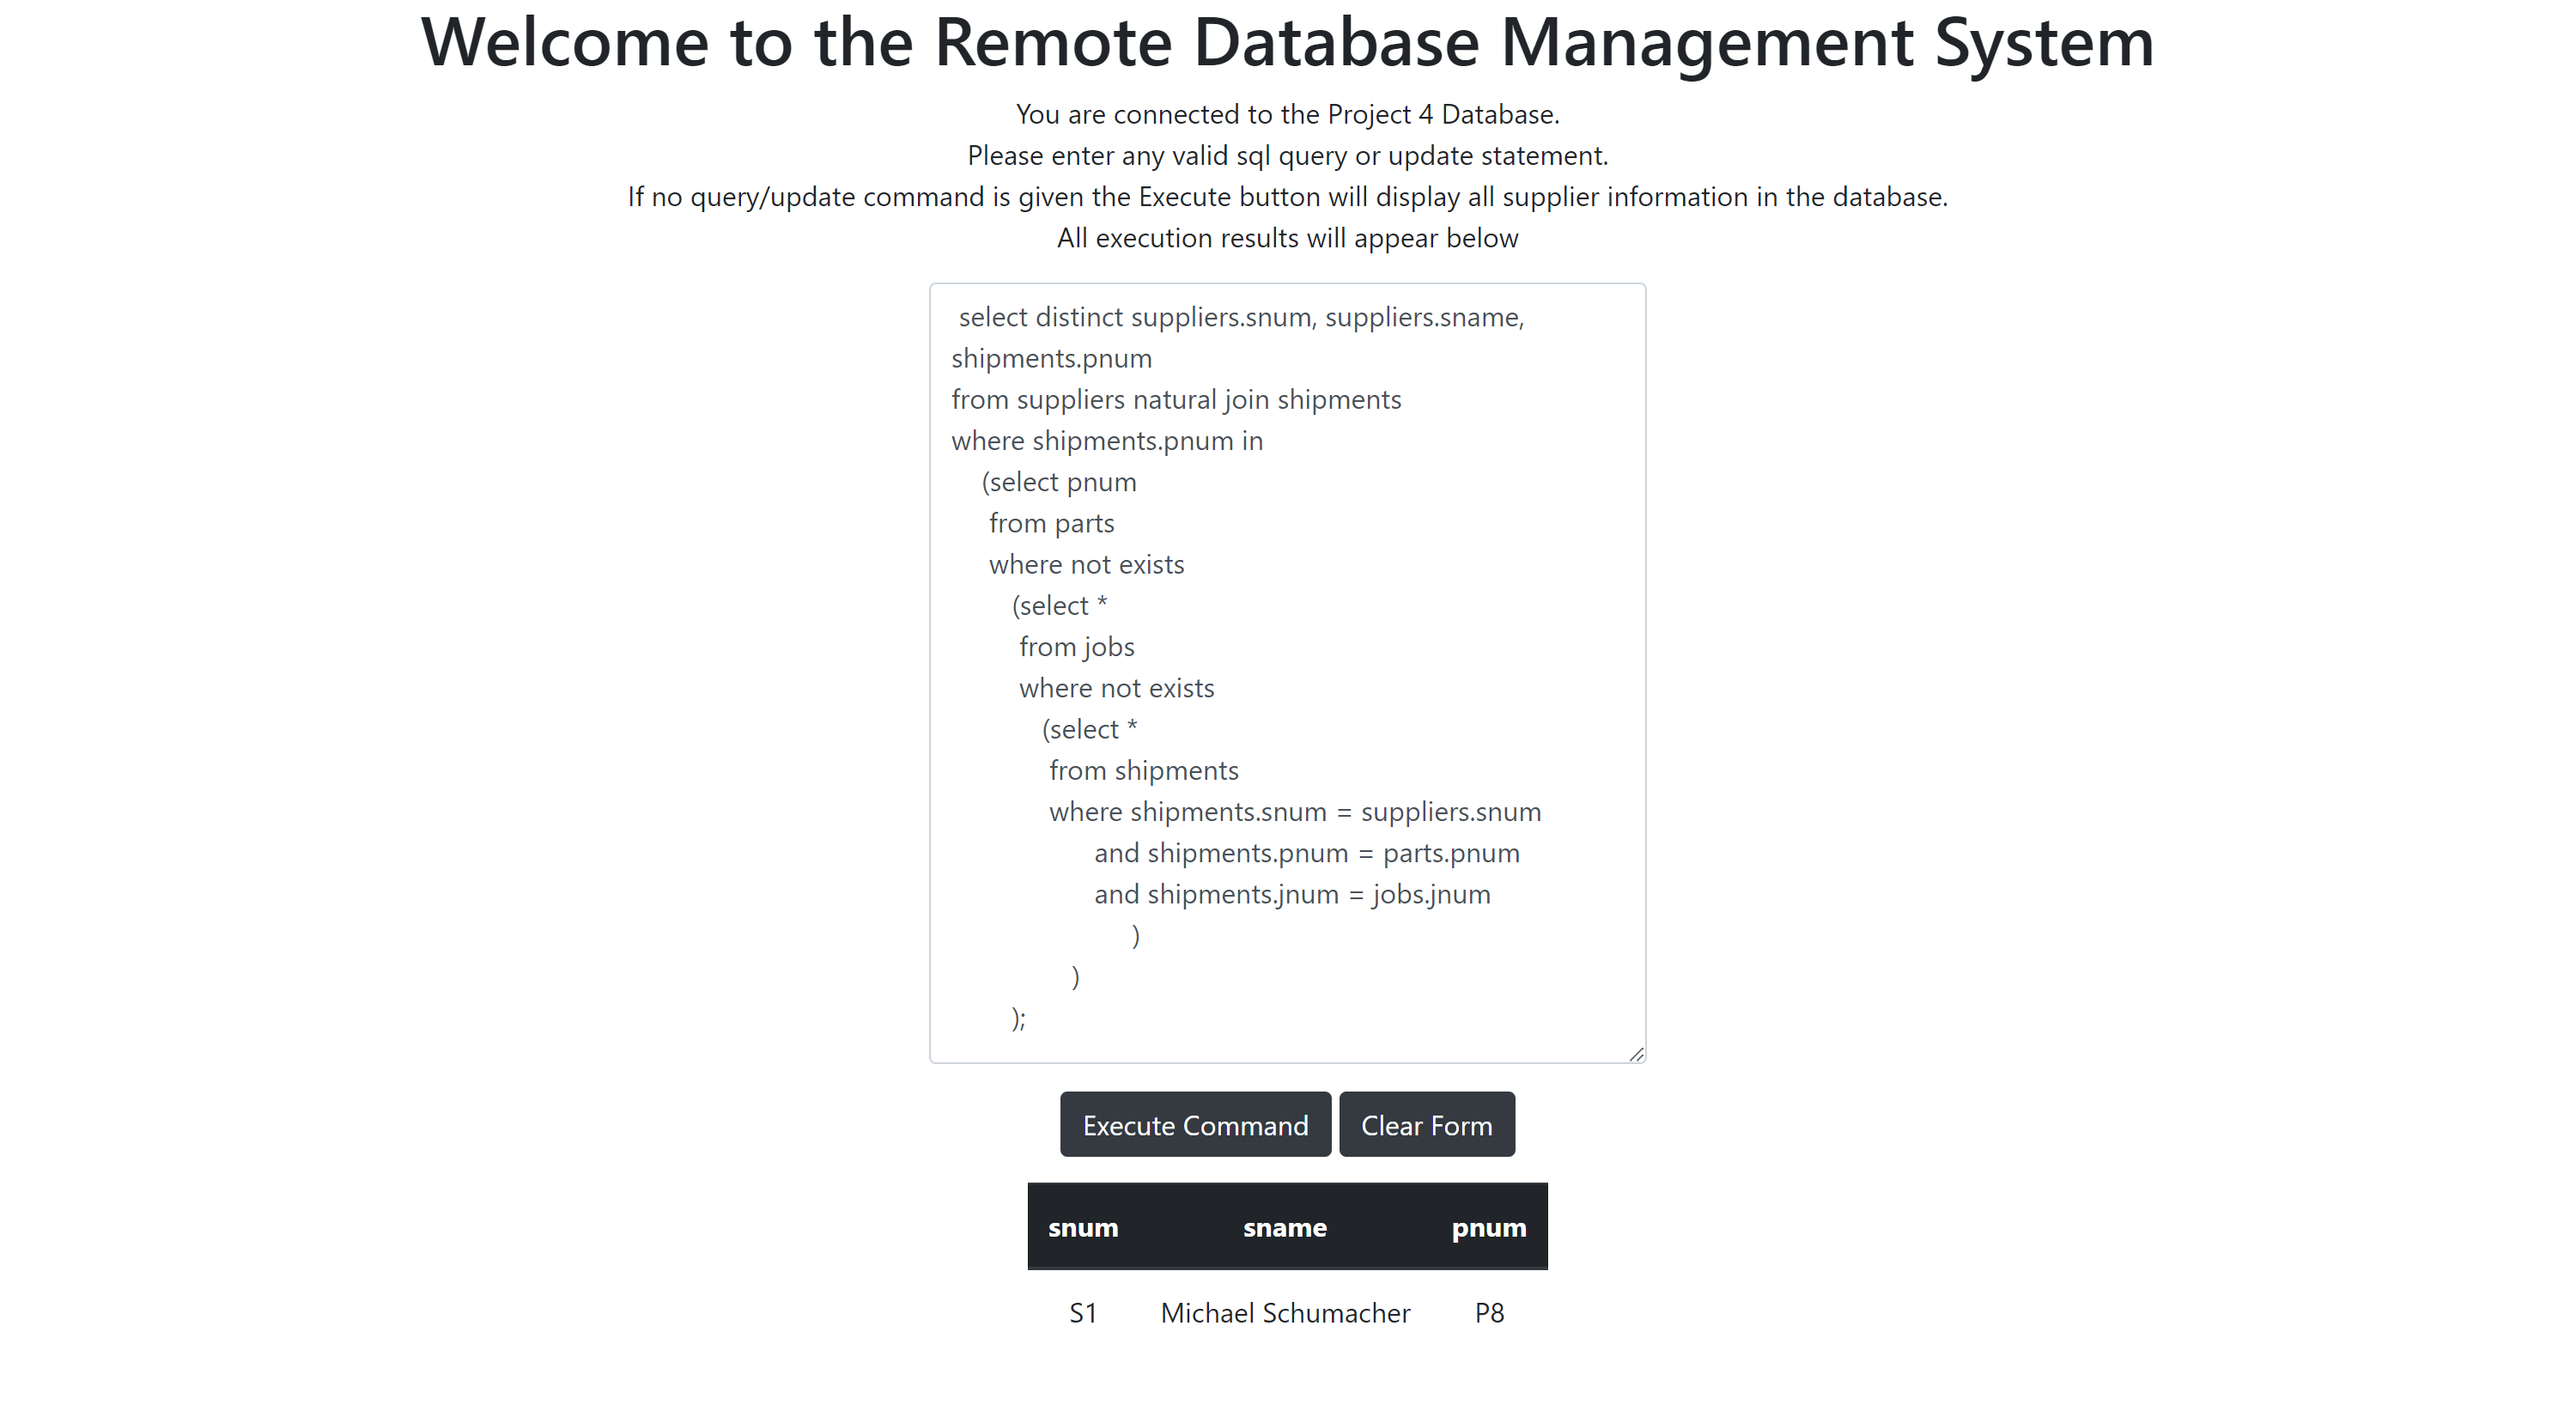 Welcome to the Remote Database Management System
You are connected to the Project 4 Database.
Please enter any valid sql query or update statement.
If no query/update command is given the Execute button will display all supplier information in the database.
All execution results will appear below
select distinct suppliers.snum, suppliers.sname,
shipments.pnum
from suppliers natural join shipments
where shipments.pnum in
(select pnum
from parts
where not exists
(select *
from jobs
where not exists
(select *
from shipments
where shipments.snum = suppliers.snum
and shipments.pnum = parts.pnum
and shipments.jnum = jobs.jnum
)
)
);
Execute Command Clear Form
snum sname pnum
S1 Michael Schumacher P8